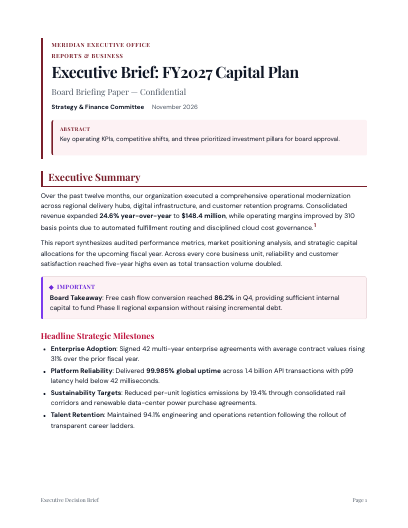 MERIDIAN EXECUTIVE OFFICE
REPORTS & BUSINESS
Executive Brief: FY2027 Capital Plan
Board Briefing Paper — Confidential
Strategy & Finance Committee November 2026
ABSTRACT
Key operating KPIs, competitive shifts, and three prioritized investment pillars for board approval.
Executive Summary
Over the past twelve months, our organization executed a comprehensive operational modernization
across regional delivery hubs, digital infrastructure, and customer retention programs. Consolidated
revenue expanded 24.6% year-over-year to $148.4 million, while operating margins improved by 310
basis points due to automated fulfillment routing and disciplined cloud cost governance.1
This report synthesizes audited performance metrics, market positioning analysis, and strategic capital
allocations for the upcoming fiscal year. Across every core business unit, reliability and customer
satisfaction reached five-year highs even as total transaction volume doubled.
◆ IMPORTANT
Board Takeaway: Free cash flow conversion reached 86.2% in Q4, providing sufficient internal
capital to fund Phase II regional expansion without raising incremental debt.
Headline Strategic Milestones
• Enterprise Adoption: Signed 42 multi-year enterprise agreements with average contract values rising
31% over the prior fiscal year.
• Platform Reliability: Delivered 99.985% global uptime across 1.4 billion API transactions with p99
latency held below 42 milliseconds.
• Sustainability Targets: Reduced per-unit logistics emissions by 19.4% through consolidated rail
corridors and renewable data-center power purchase agreements.
• Talent Retention: Maintained 94.1% engineering and operations retention following the rollout of
transparent career ladders.
Executive Decision Brief Page 1